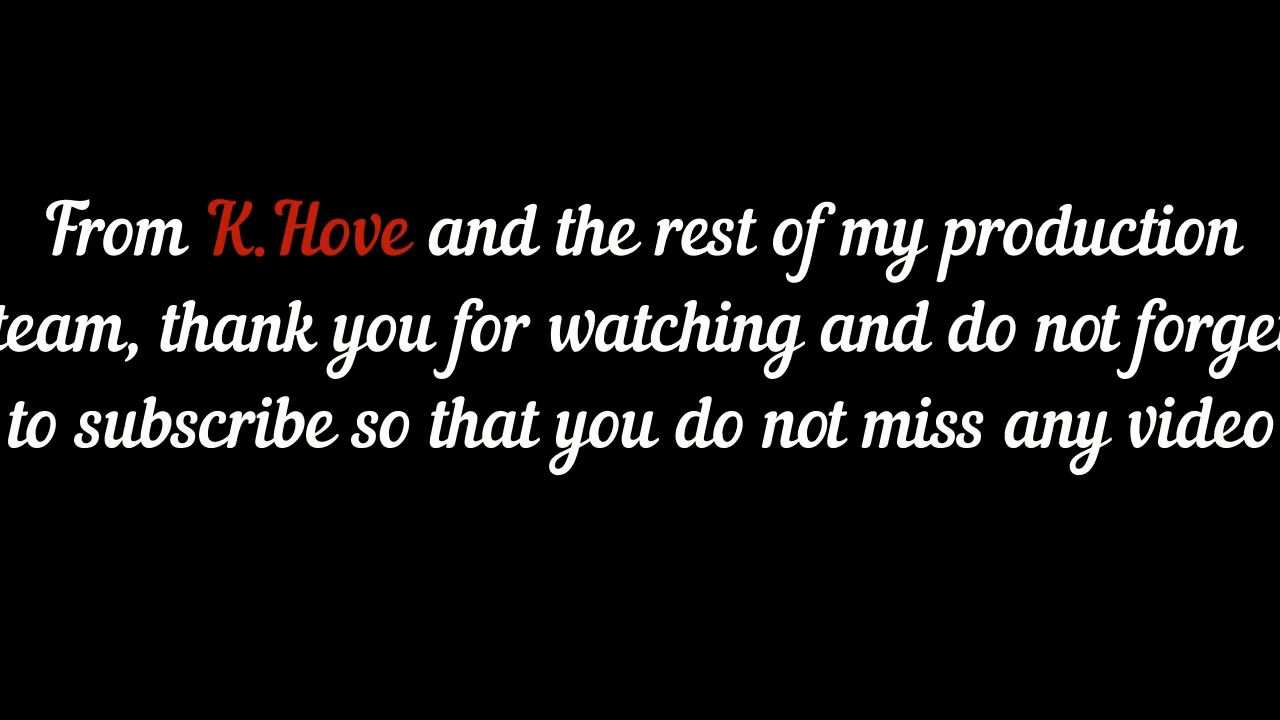 From K.Hove and the rest of my production
team, thank you for watching and do not forget
to subscribe so that you do not miss any video